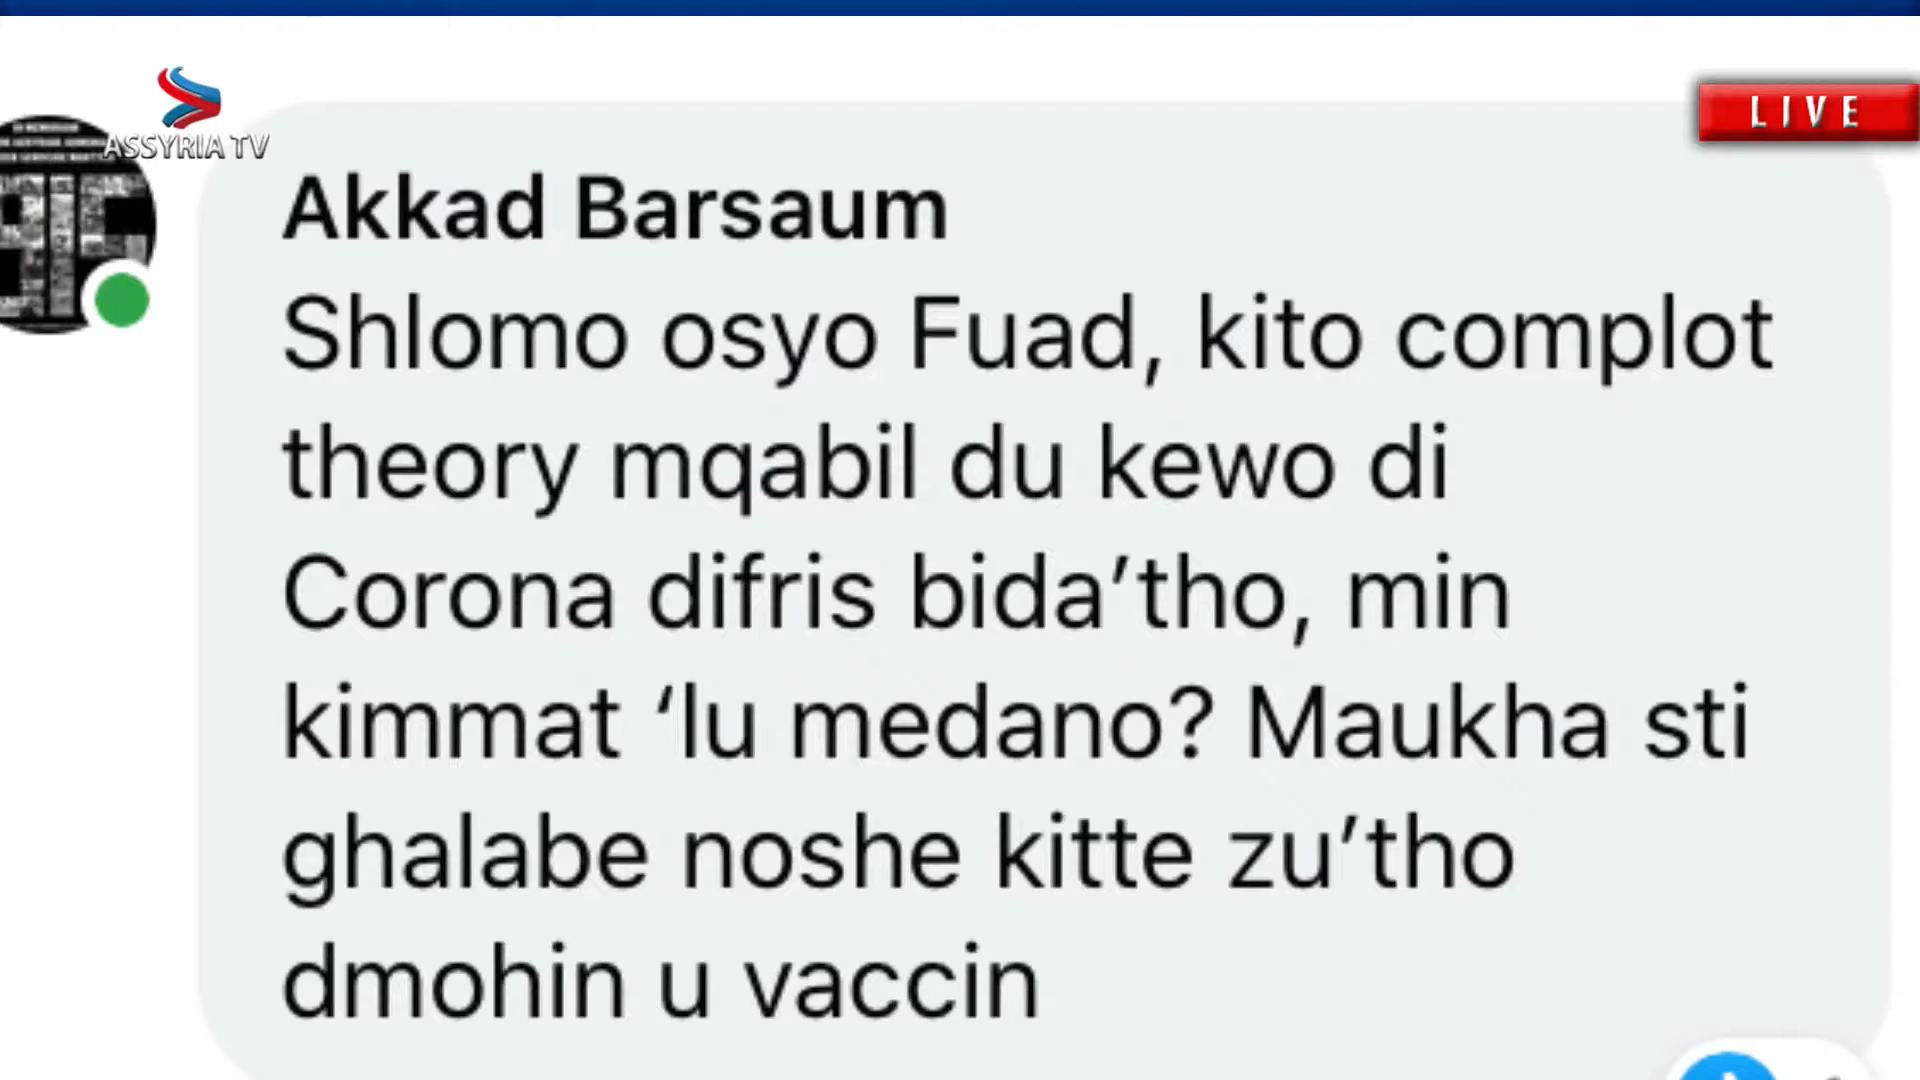 ASSYRIA TV
LIVE
Akkad Barsaum
Shlomo osyo Fuad, kito complot
theory mqabil du kewo di
Corona difris bida’tho, min
kimmat ‘lu medano? Maukha sti
ghalabe noshe kitte zu’tho
dmohin u vaccin